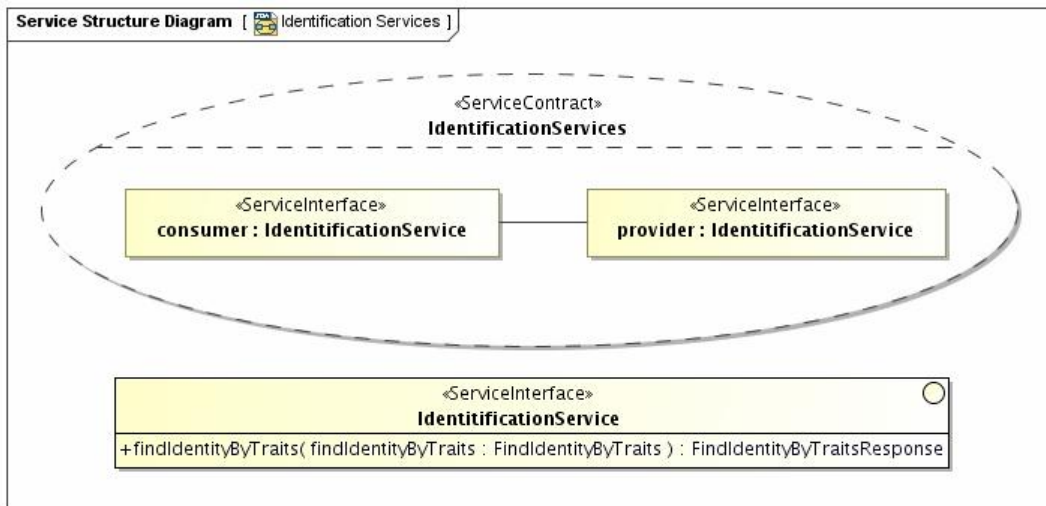 Service Structure Diagram [ Identification Services ]
«ServiceContract»
IdentificationServices
«ServiceInterface»
consumer : IdentitificationService
«ServiceInterface»
provider : IdentitificationService
«ServiceInterface»
IdentitificationService
+findIdentityByTraits( findIdentityByTraits : FindIdentityByTraits ) : FindIdentityByTraitsResponse